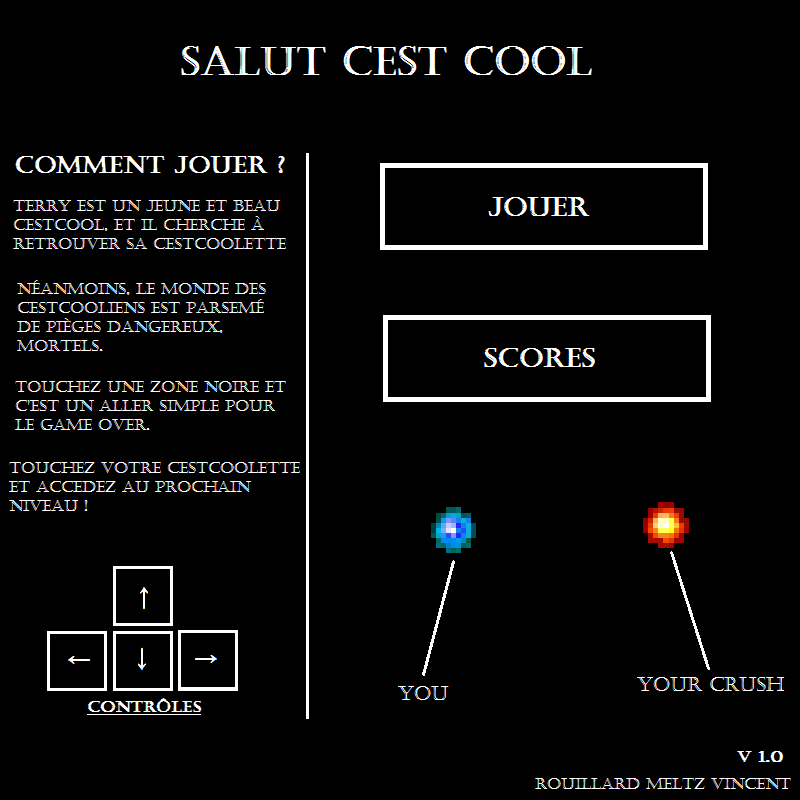 SALUT CEST COOL
COMMENT JOUER ?
TERRY EST UN JEUNE ET BEAU
CESTCOOL, ET IL CHERCHE À
RETROUVER SA CESTCOOLETTE
NÉANMOINS, LE MONDE DES
CESTCOOLIENS EST PARSEMÉ
DE PIÈGES DANGEREUX,
MORTELS.
TOUCHEZ UNE ZONE NOIRE ET
C'EST UN ALLER SIMPLE POUR
LE GAME OVER.
TOUCHEZ VOTRE CESTCOOLETTE
ET ACCEDEZ AU PROCHAIN
NIVEAU !
↑
← ↓ →
CONTRÔLES
JOUER
SCORES
YOU
YOUR CRUSH
V 1.0
ROUILLARD MELTZ VINCENT